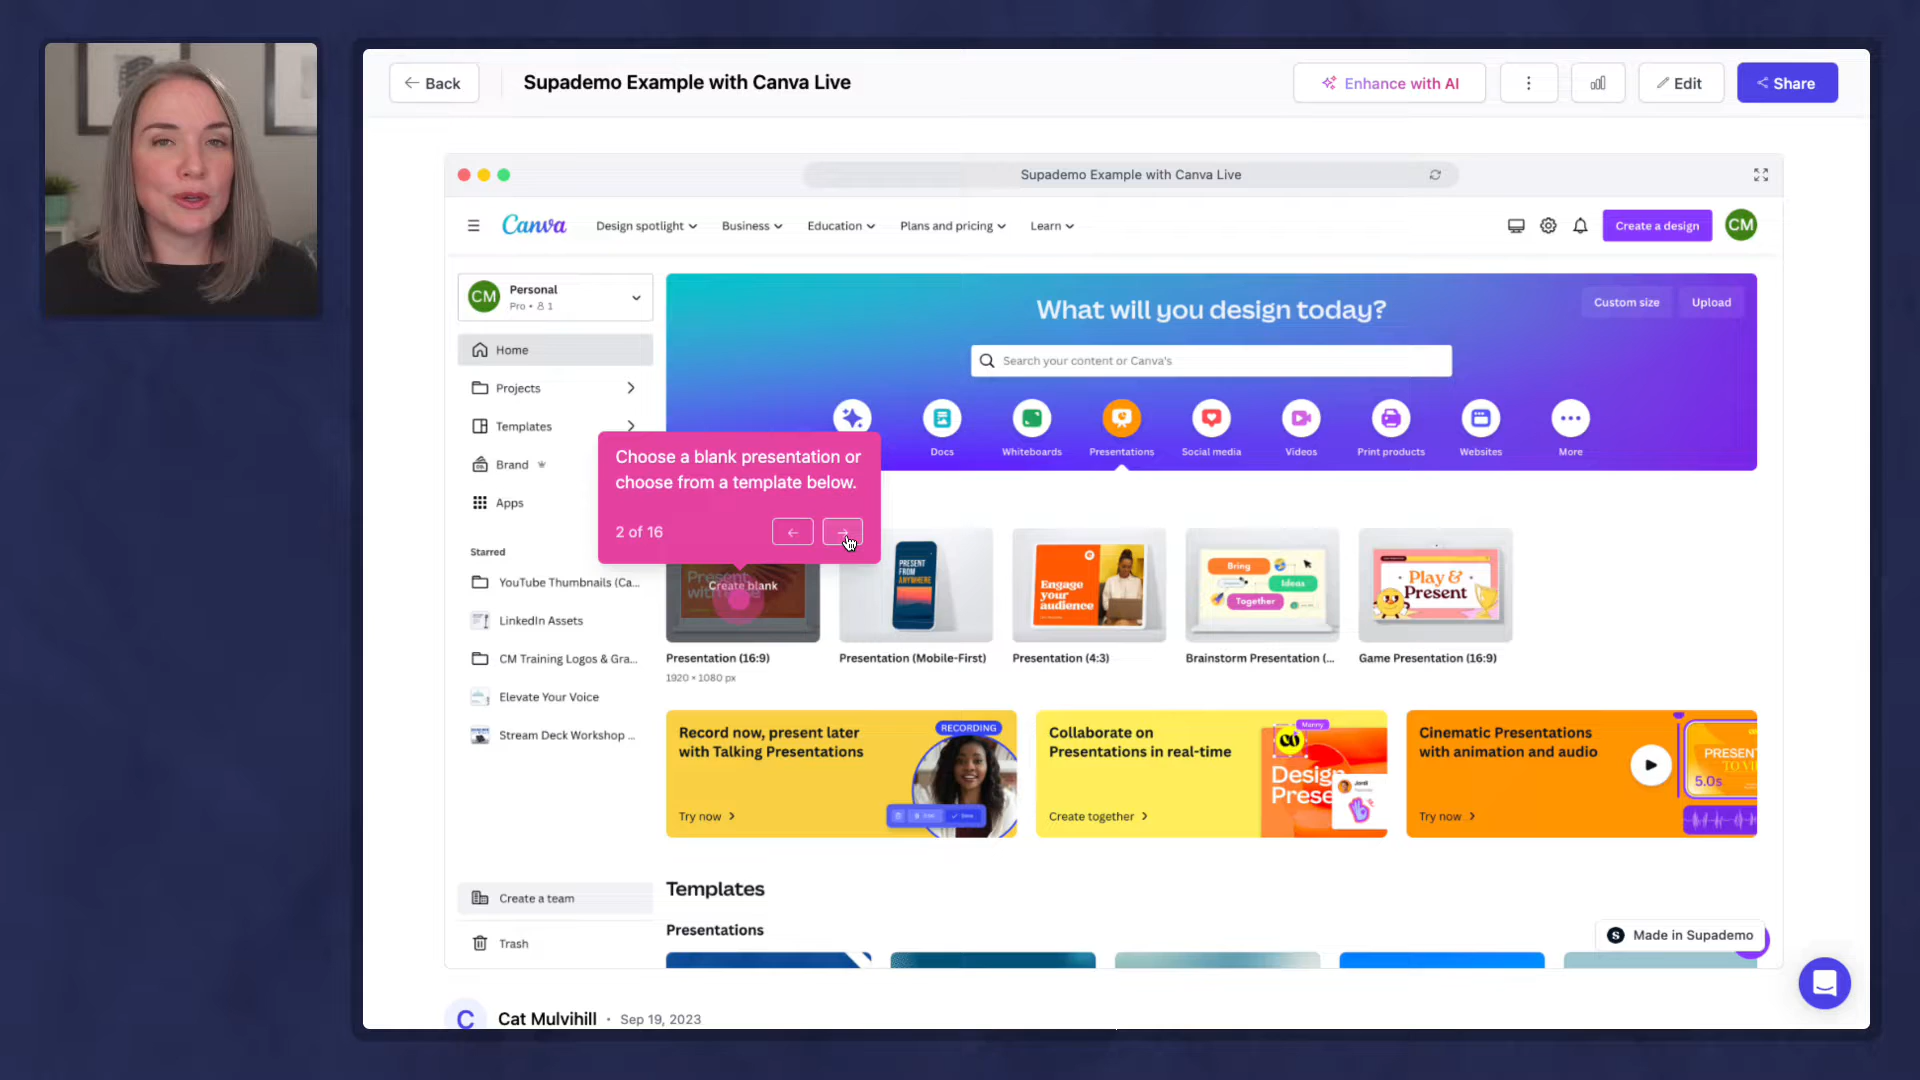 Back
Supademo Example with Canva Live
Enhance with AI
Edit
Share
Supademo Example with Canva Live
Canva
Design spotlight
Business
Education
Plans and pricing
Learn
Create a design
CM
CM
Personal
Pro • 1
What will you design today?
Custom size
Upload
Search your content or Canva's
Home
Projects
Templates
Brand
Apps
Docs
Whiteboards
Presentations
Social media
Videos
Print products
Websites
More
Choose a blank presentation or
choose from a template below.
2 of 16
Starred
YouTube Thumbnails (Ca...
LinkedIn Assets
CM Training Logos & Gra...
Elevate Your Voice
Stream Deck Workshop ...
Create blank
PRESENT
FROM
ANYWHERE
Engage
your
audience
Bring
Ideas
Together
Play &
Present
Presentation (16:9)
1920 × 1080 px
Presentation (Mobile-First)
Presentation (4:3)
Brainstorm Presentation (...
Game Presentation (16:9)
Record now, present later
with Talking Presentations
Try now
RECORDING
Collaborate on
Presentations in real-time
Create together
Manny
Design
Prese
Cinematic Presentations
with animation and audio
Try now
PRESENT
TO VI
5.0s
Create a team
Trash
Templates
Presentations
Made in Supademo
C
Cat Mulvihill • Sep 19, 2023